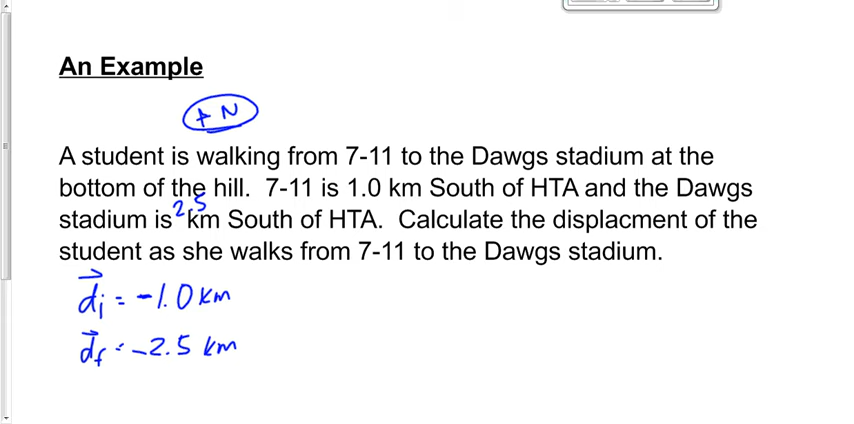 An Example
+ N
A student is walking from 7-11 to the Dawgs stadium at the
bottom of the hill. 7-11 is 1.0 km South of HTA and the Dawgs
stadium is 2.5 km South of HTA. Calculate the displacment of the
student as she walks from 7-11 to the Dawgs stadium.
d⃗i = -1.0 km
d⃗f = -2.5 km